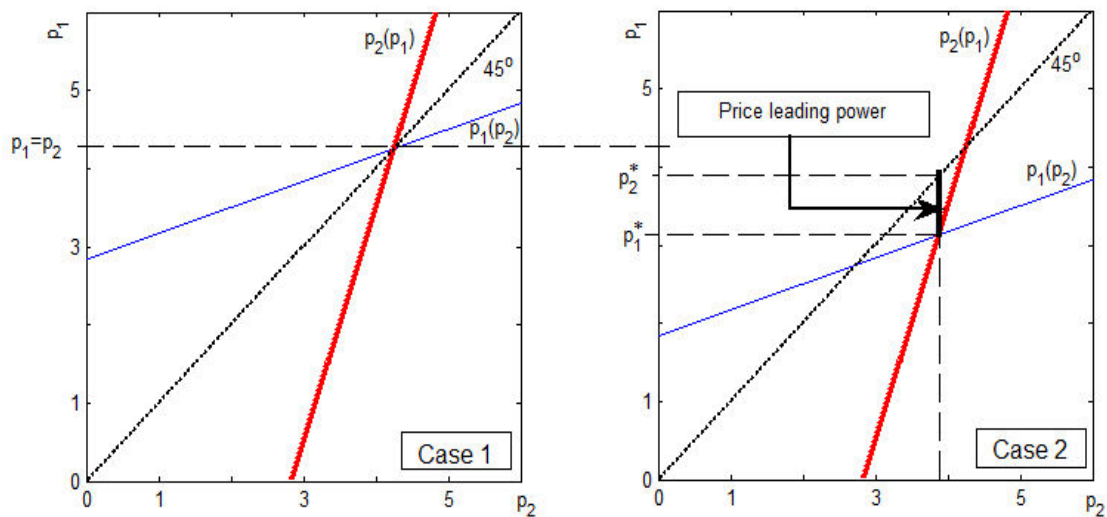 p₁
p₂(p₁)
45°
5
p₁(p₂)
p₁=p₂
3
1
Case 1
0
0
1
3
5
p₂
p₁
p₂(p₁)
45°
5
Price leading power
p₂*
p₁(p₂)
p₁*
3
1
Case 2
0
0
1
3
5
p₂